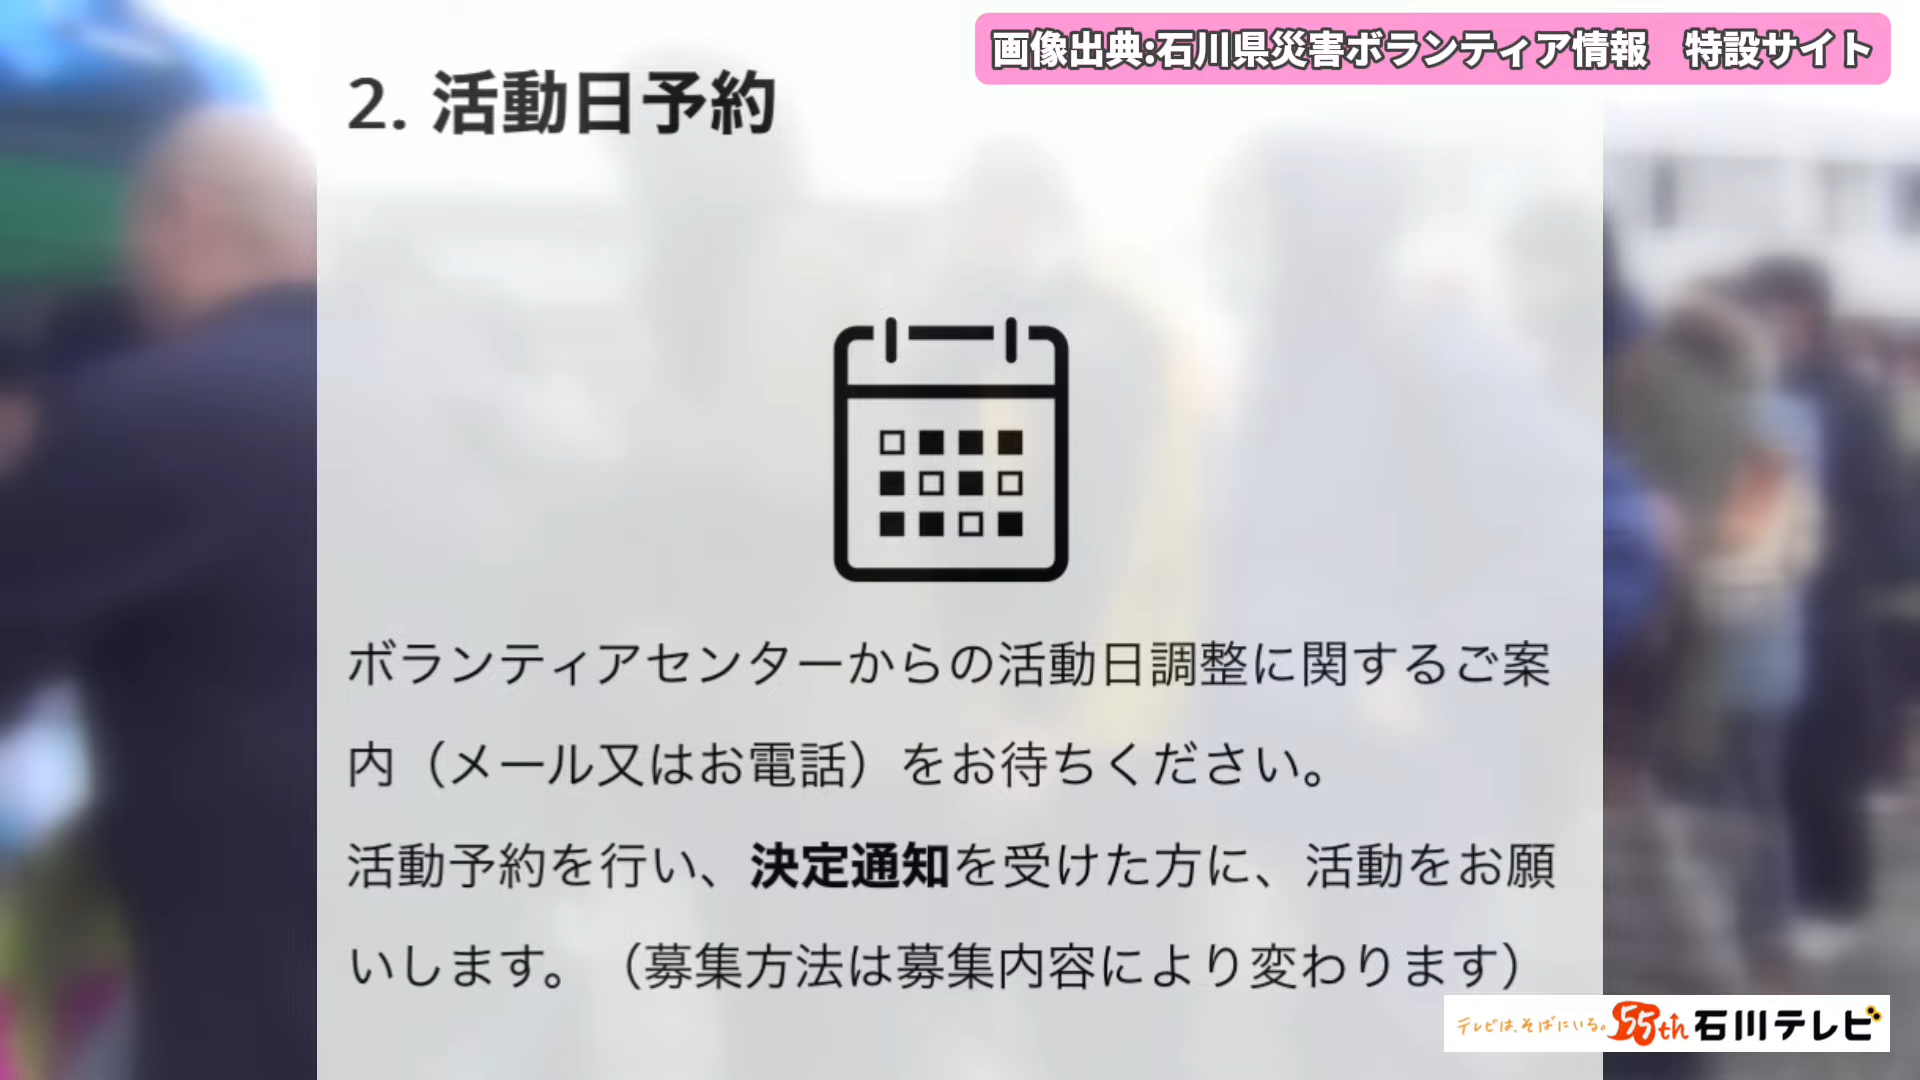 画像出典:石川県災害ボランティア情報　特設サイト
2. 活動日予約
ボランティアセンターからの活動日調整に関するご案
内（メール又はお電話）をお待ちください。
活動予約を行い、決定通知を受けた方に、活動をお願
いします。（募集方法は募集内容により変わります）
テレビは、そばにいる。 55th 石川テレビ